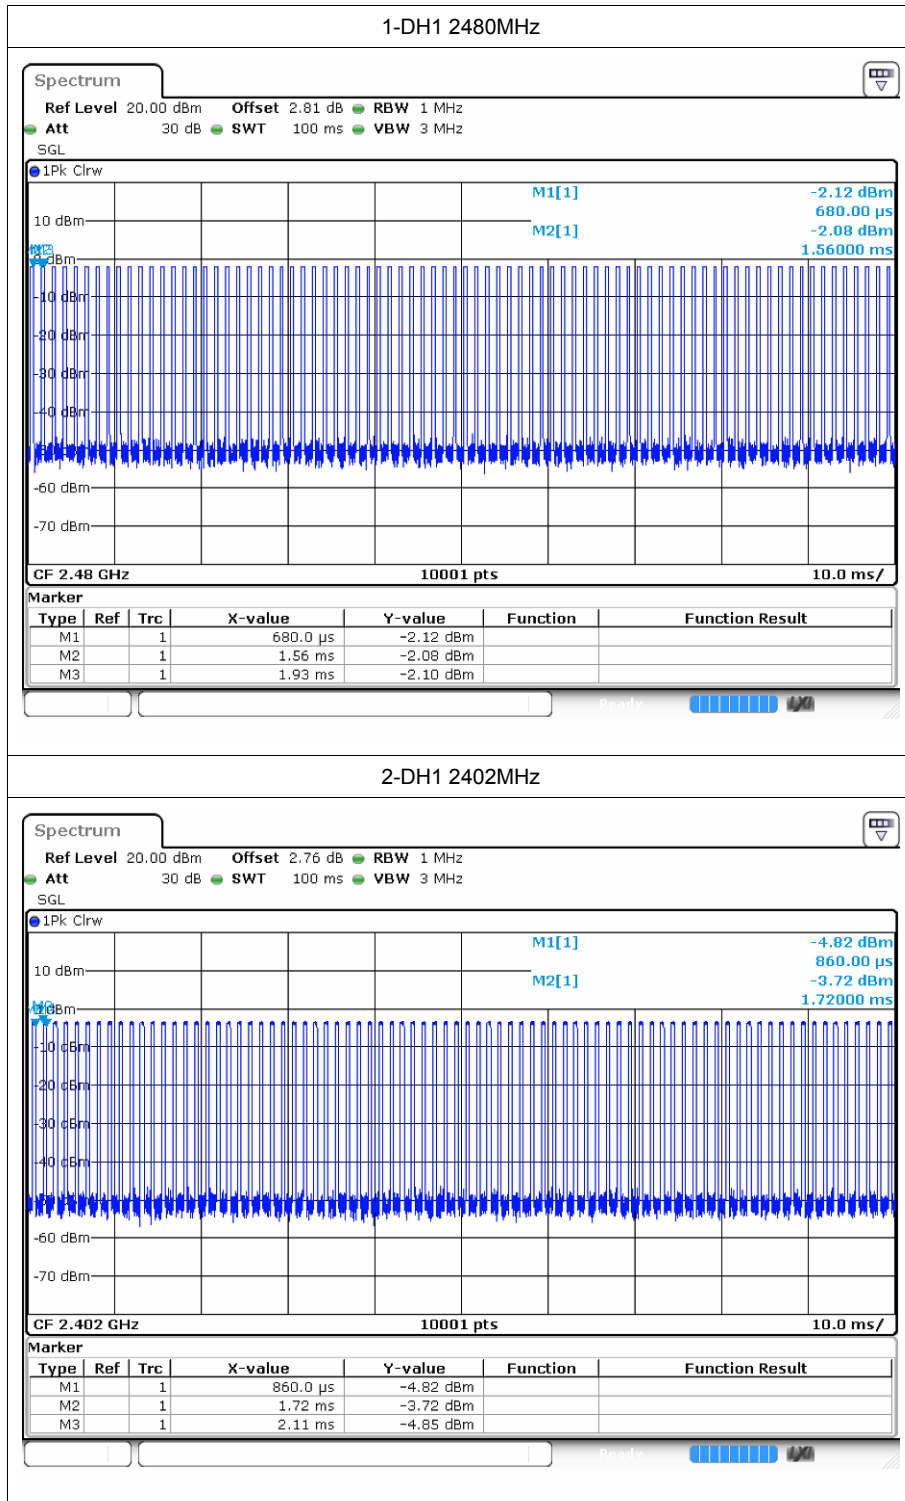 1-DH1 2480MHz
Spectrum
Ref Level 20.00 dBm Offset 2.81 dB RBW 1 MHz
Att 30 dB SWT 100 ms VBW 3 MHz
SGL
1Pk Clrw
M1[1] -2.12 dBm
680.00 µs
10 dBm
M2[1] -2.08 dBm
1.56000 ms
dBm
-10 dBm
-20 dBm
-30 dBm
-40 dBm
-60 dBm
-70 dBm
CF 2.48 GHz 10001 pts 10.0 ms/
Marker
Type Ref Trc X-value Y-value Function Function Result
M1 1 680.0 µs -2.12 dBm
M2 1 1.56 ms -2.08 dBm
M3 1 1.93 ms -2.10 dBm
Ready LXI
2-DH1 2402MHz
Spectrum
Ref Level 20.00 dBm Offset 2.76 dB RBW 1 MHz
Att 30 dB SWT 100 ms VBW 3 MHz
SGL
1Pk Clrw
M1[1] -4.82 dBm
860.00 µs
10 dBm
M2[1] -3.72 dBm
1.72000 ms
dBm
-10 dBm
-20 dBm
-30 dBm
-40 dBm
-60 dBm
-70 dBm
CF 2.402 GHz 10001 pts 10.0 ms/
Marker
Type Ref Trc X-value Y-value Function Function Result
M1 1 860.0 µs -4.82 dBm
M2 1 1.72 ms -3.72 dBm
M3 1 2.11 ms -4.85 dBm
Ready LXI